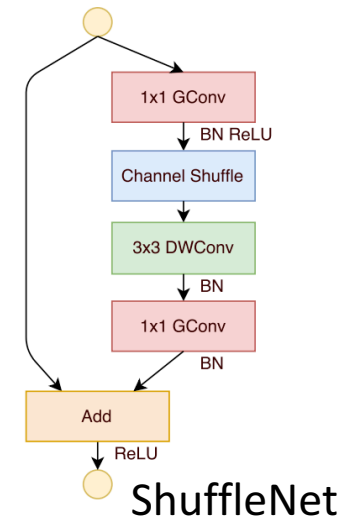 1x1 GConv
BN ReLU
Channel Shuffle
3x3 DWConv
BN
1x1 GConv
BN
Add
ReLU
ShuffleNet